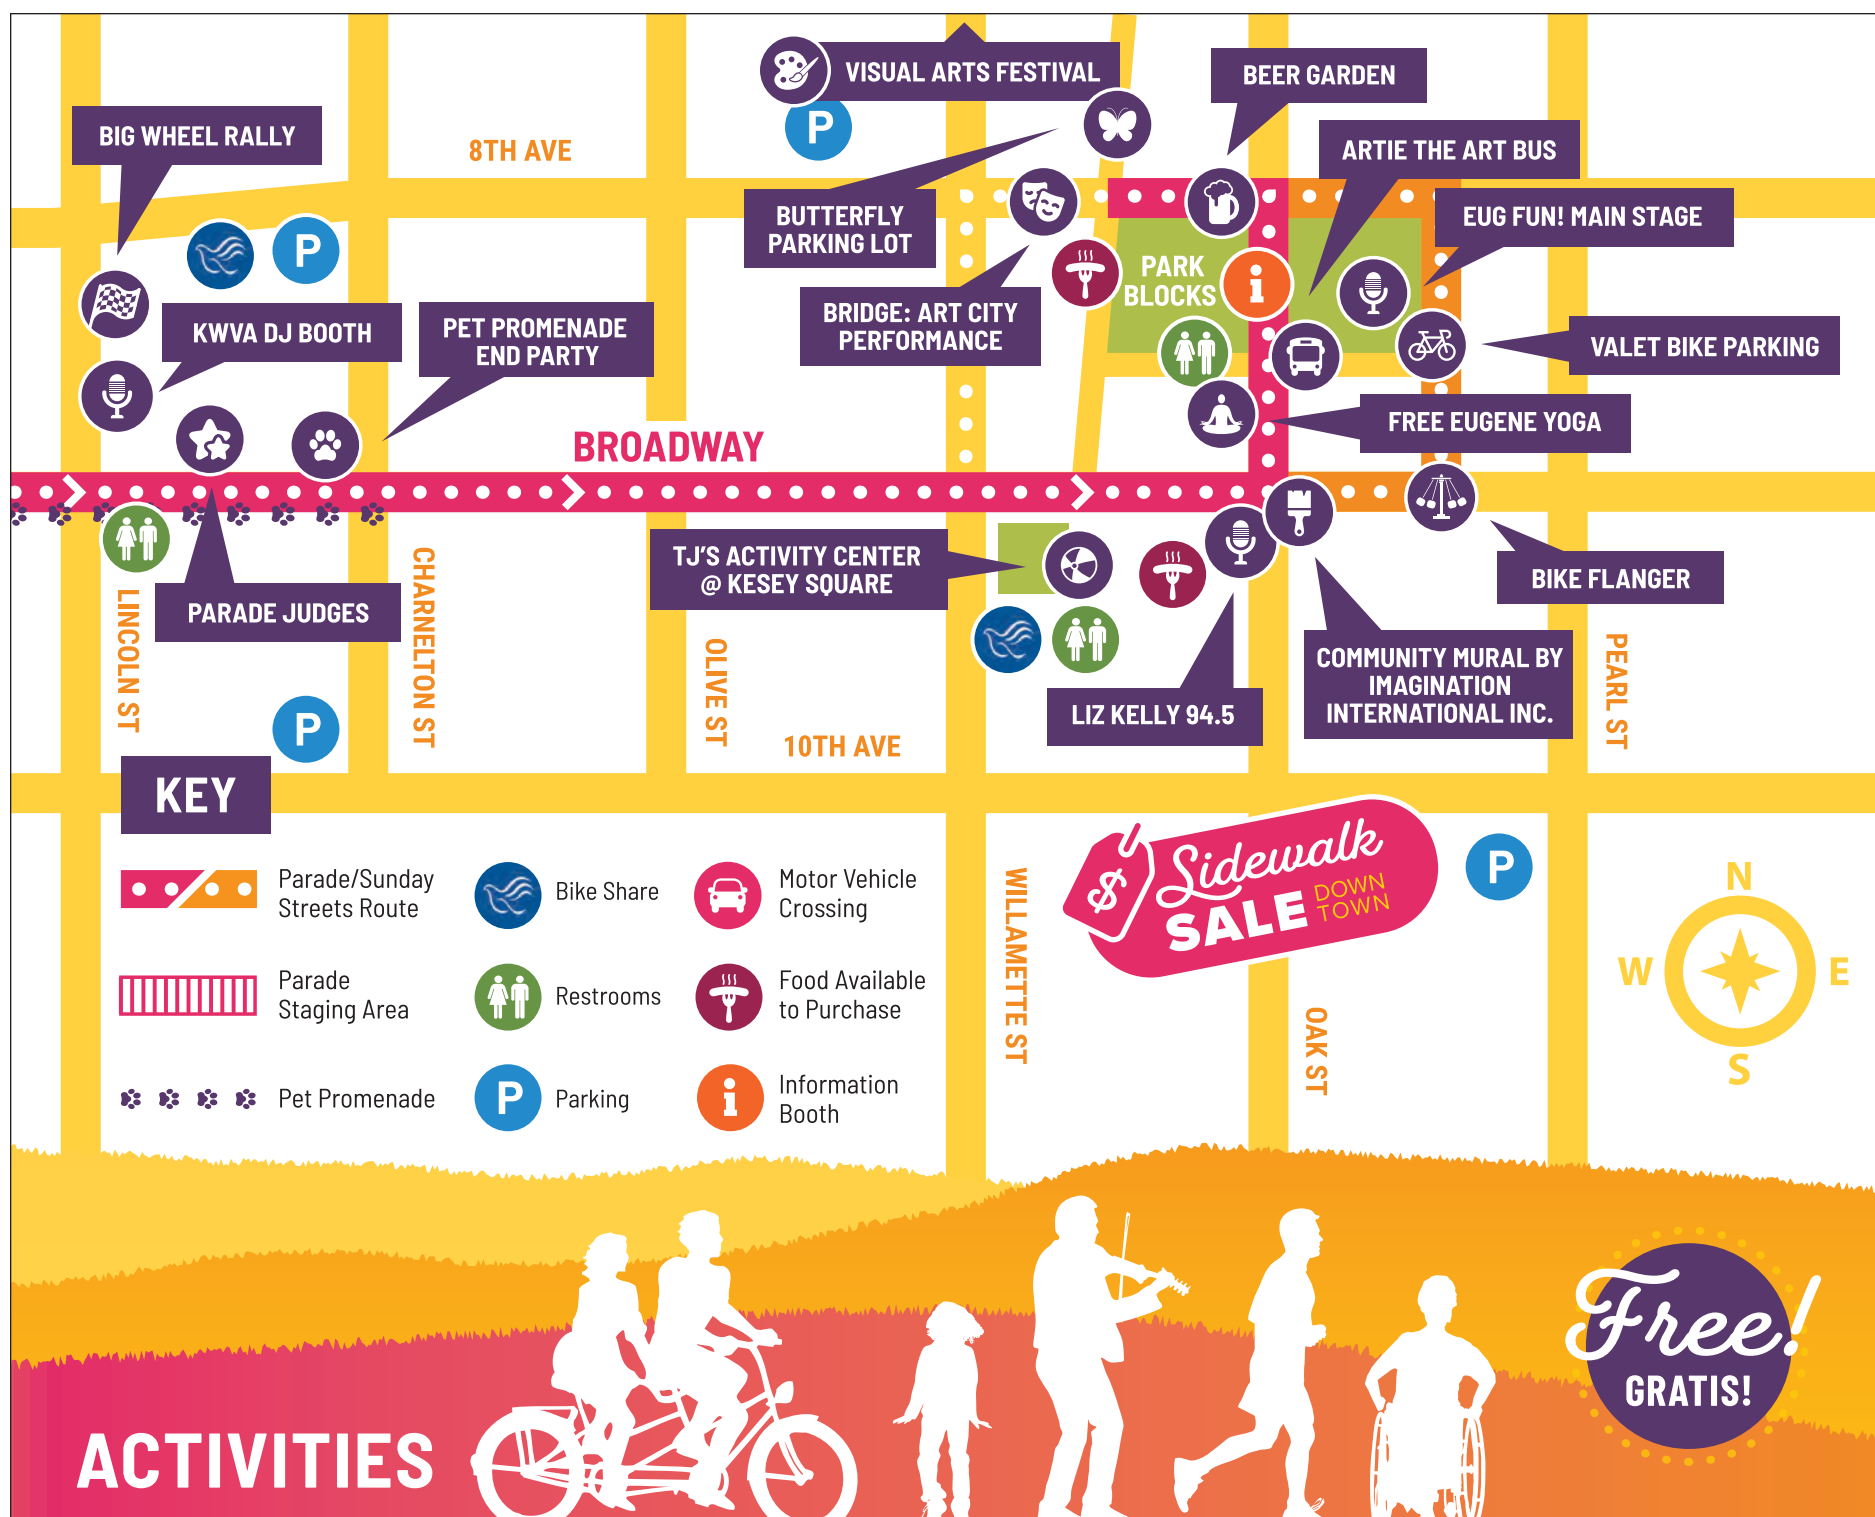 VISUAL ARTS FESTIVAL
BEER GARDEN
P
BIG WHEEL RALLY
8TH AVE
ARTIE THE ART BUS
BUTTERFLY
PARKING LOT
EUG FUN! MAIN STAGE
P
PARK
BLOCKS
i
KWVA DJ BOOTH
PET PROMENADE
END PARTY
BRIDGE: ART CITY
PERFORMANCE
VALET BIKE PARKING
FREE EUGENE YOGA
BROADWAY
TJ'S ACTIVITY CENTER
@ KESEY SQUARE
BIKE FLANGER
PARADE JUDGES
LINCOLN ST
CHARNELTON ST
OLIVE ST
COMMUNITY MURAL BY
IMAGINATION
INTERNATIONAL INC.
PEARL ST
LIZ KELLY 94.5
P
10TH AVE
KEY
Parade/Sunday
Streets Route
Bike Share
Motor Vehicle
Crossing
Parade
Staging Area
Restrooms
Food Available
to Purchase
Pet Promenade
P
Parking
i
Information
Booth
WILLAMETTE ST
$
Sidewalk
SALE
DOWN
TOWN
P
OAK ST
N
W
E
S
Free!
GRATIS!
ACTIVITIES